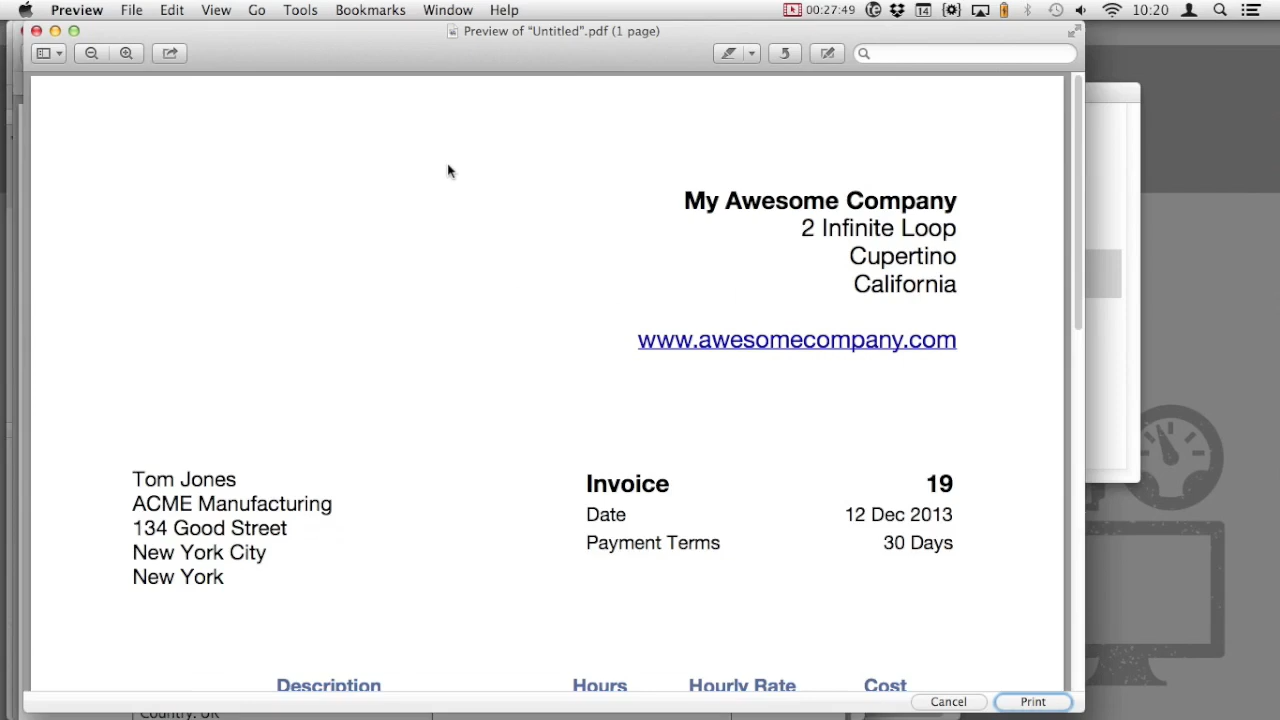 Preview File Edit View Go Tools Bookmarks Window Help 00:27:49 14 10:20
Preview of "Untitled".pdf (1 page)
My Awesome Company
2 Infinite Loop
Cupertino
California
www.awesomecompany.com
Tom Jones
ACME Manufacturing
134 Good Street
New York City
New York
Invoice 19
Date 12 Dec 2013
Payment Terms 30 Days
Description Hours Hourly Rate Cost
Cancel Print
Country: UK